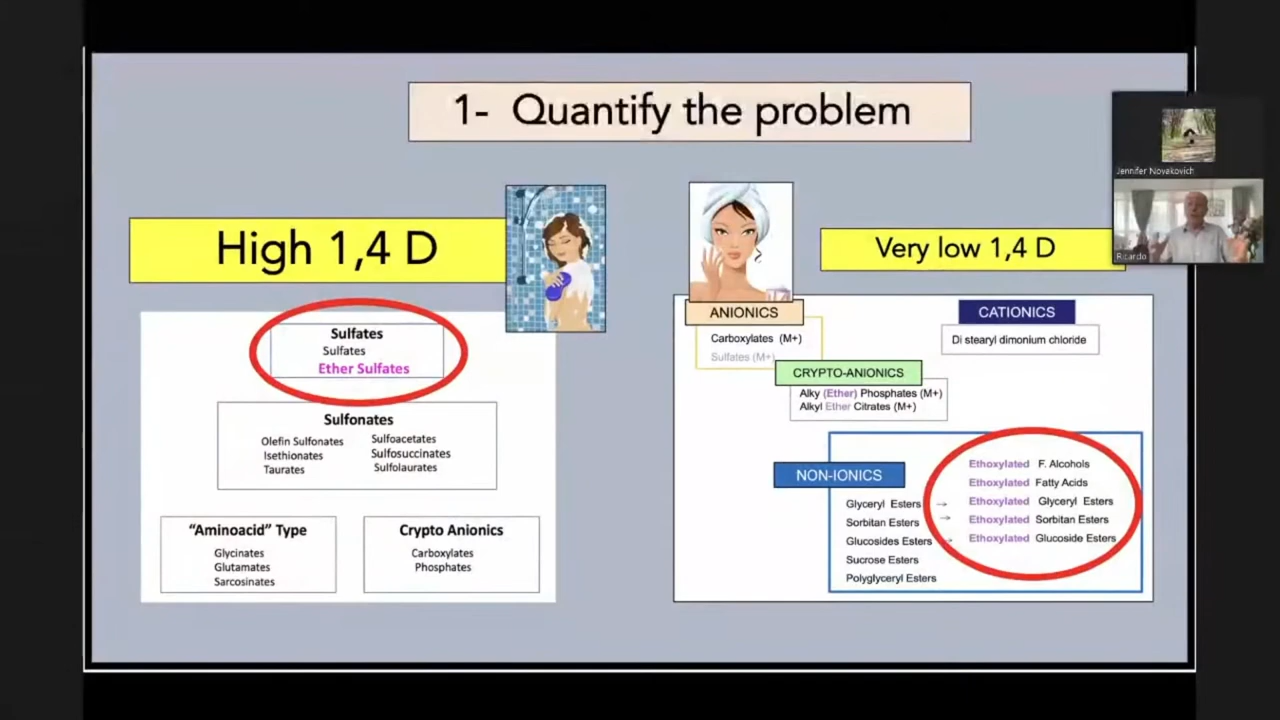 1- Quantify the problem
Jennifer Novakovich
Ricardo
High 1,4 D
Very low 1,4 D
Sulfates
Sulfates
Ether Sulfates
Sulfonates
Olefin Sulfonates
Isethionates
Taurates
Sulfoacetates
Sulfosuccinates
Sulfolaurates
"Aminoacid" Type
Glycinates
Glutamates
Sarcosinates
Crypto Anionics
Carboxylates
Phosphates
ANIONICS
Carboxylates (M+)
Sulfates (M+)
CATIONICS
Di stearyl dimonium chloride
CRYPTO-ANIONICS
Alky (Ether) Phosphates (M+)
Alkyl Ether Citrates (M+)
NON-IONICS
Glyceryl Esters →
Sorbitan Esters →
Glucosides Esters →
Sucrose Esters
Polyglyceryl Esters
Ethoxylated F. Alcohols
Ethoxylated Fatty Acids
Ethoxylated Glyceryl Esters
Ethoxylated Sorbitan Esters
Ethoxylated Glucoside Esters